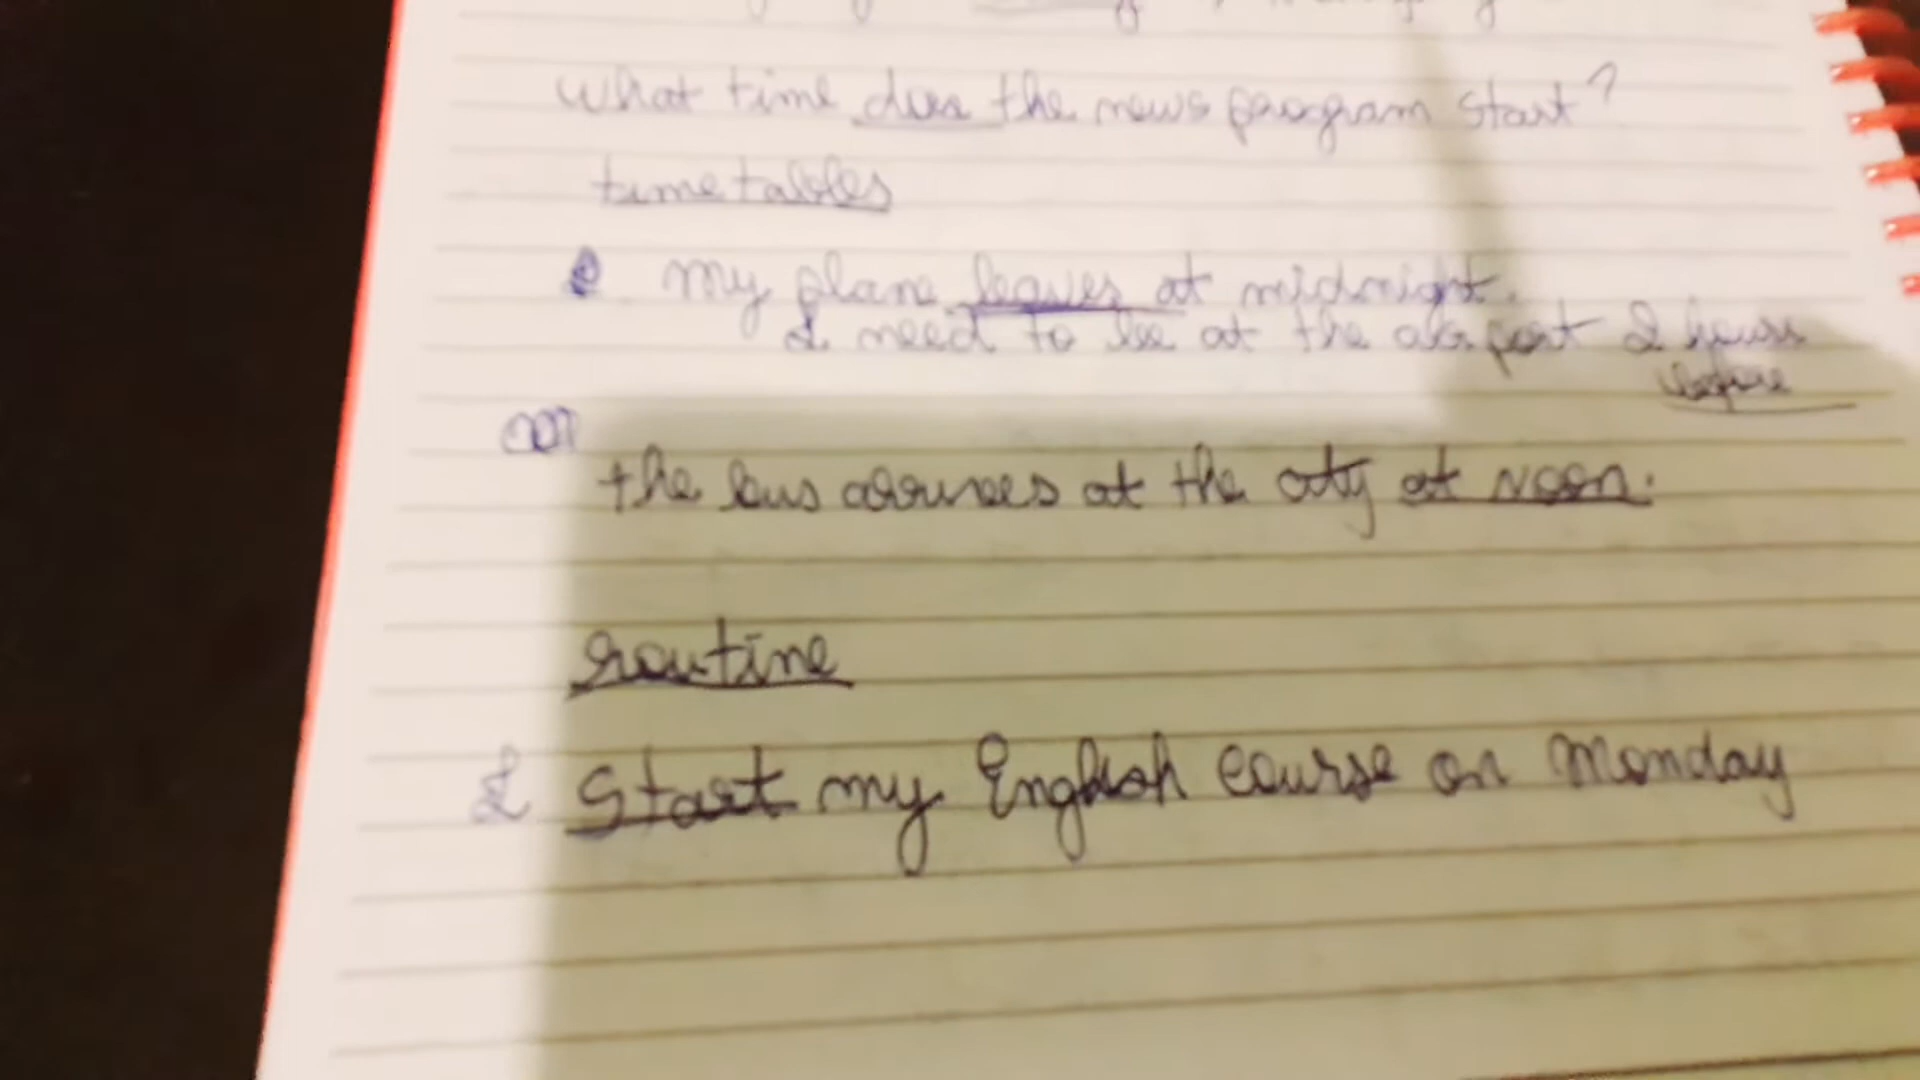 What time does the news program start?
timetables
My plane leaves at midnight.
I need to be at the airport 2 hours
before
the bus arrives at the city at Noon.
routine
I Start my English course on Monday